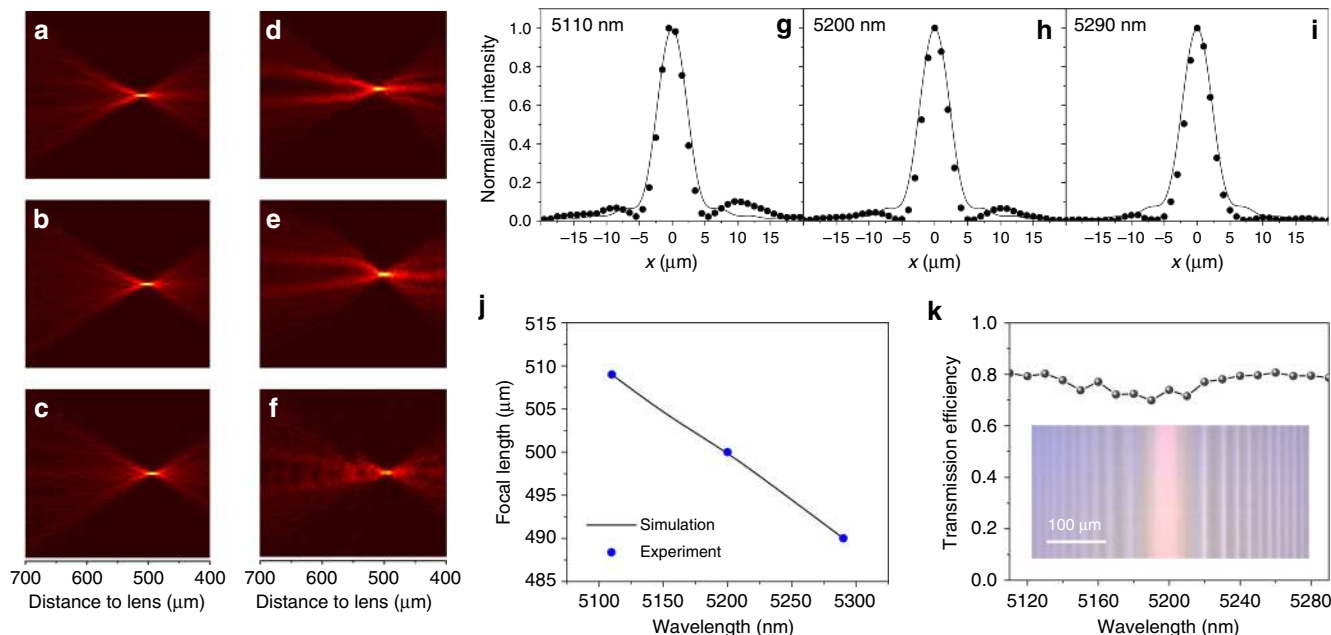 a
b
c
700 600 500 400
Distance to lens (μm)
d
e
f
700 600 500 400
Distance to lens (μm)
5110 nm
g
5200 nm
h
5290 nm
i
Normalized intensity
1.0
0.8
0.6
0.4
0.2
0.0
−15 −10 −5 0 5 10 15
x (μm)
−15 −10 −5 0 5 10 15
x (μm)
−15 −10 −5 0 5 10 15
x (μm)
j
Focal length (μm)
515
510
505
500
495
490
485
Simulation
Experiment
5100 5150 5200 5250 5300
Wavelength (nm)
k
Transmission efficiency
1.0
0.8
0.6
0.4
0.2
0.0
100 μm
5120 5160 5200 5240 5280
Wavelength (nm)